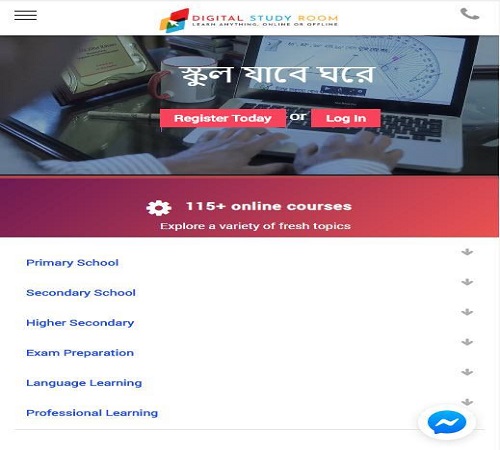 DIGITAL STUDY ROOM
LEARN ANYTHING, ONLINE OR OFFLINE
স্কুল যাবে ঘরে
Register Today or Log In
115+ online courses
Explore a variety of fresh topics
Primary School
Secondary School
Higher Secondary
Exam Preparation
Language Learning
Professional Learning